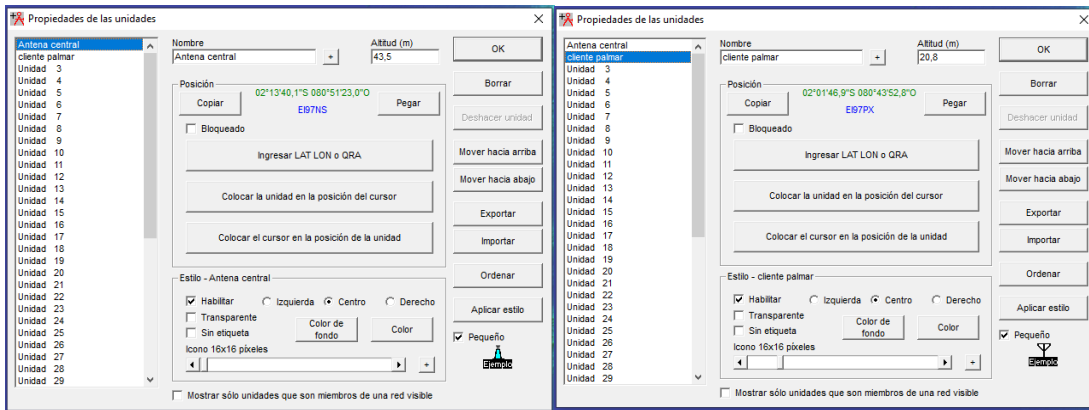 Propiedades de las unidades
Antena central
cliente palmar
Unidad 3
Unidad 4
Unidad 5
Unidad 6
Unidad 7
Unidad 8
Unidad 9
Unidad 10
Unidad 11
Unidad 12
Unidad 13
Unidad 14
Unidad 15
Unidad 16
Unidad 17
Unidad 18
Unidad 19
Unidad 20
Unidad 21
Unidad 22
Unidad 23
Unidad 24
Unidad 25
Unidad 26
Unidad 27
Unidad 28
Unidad 29
Nombre
Antena central
+
Altitud (m)
43,5
Posición
Copiar
02°13'40,1"S 080°51'23,0"O
EI97NS
Pegar
Bloqueado
Ingresar LAT LON o QRA
Colocar la unidad en la posición del cursor
Colocar el cursor en la posición de la unidad
Estilo - Antena central
Habilitar
Izquierda
Centro
Derecho
Transparente
Sin etiqueta
Color de fondo
Color
Icono 16x16 píxeles
+
Mostrar sólo unidades que son miembros de una red visible
OK
Borrar
Deshacer unidad
Mover hacia arriba
Mover hacia abajo
Exportar
Importar
Ordenar
Aplicar estilo
Pequeño
Ejemplo
Propiedades de las unidades
Antena central
cliente palmar
Unidad 3
Unidad 4
Unidad 5
Unidad 6
Unidad 7
Unidad 8
Unidad 9
Unidad 10
Unidad 11
Unidad 12
Unidad 13
Unidad 14
Unidad 15
Unidad 16
Unidad 17
Unidad 18
Unidad 19
Unidad 20
Unidad 21
Unidad 22
Unidad 23
Unidad 24
Unidad 25
Unidad 26
Unidad 27
Unidad 28
Unidad 29
Nombre
cliente palmar
+
Altitud (m)
20,8
Posición
Copiar
02°01'46,9"S 080°43'52,8"O
EI97PX
Pegar
Bloqueado
Ingresar LAT LON o QRA
Colocar la unidad en la posición del cursor
Colocar el cursor en la posición de la unidad
Estilo - cliente palmar
Habilitar
Izquierda
Centro
Derecho
Transparente
Sin etiqueta
Color de fondo
Color
Icono 16x16 píxeles
+
Mostrar sólo unidades que son miembros de una red visible
OK
Borrar
Deshacer unidad
Mover hacia arriba
Mover hacia abajo
Exportar
Importar
Ordenar
Aplicar estilo
Pequeño
Ejemplo